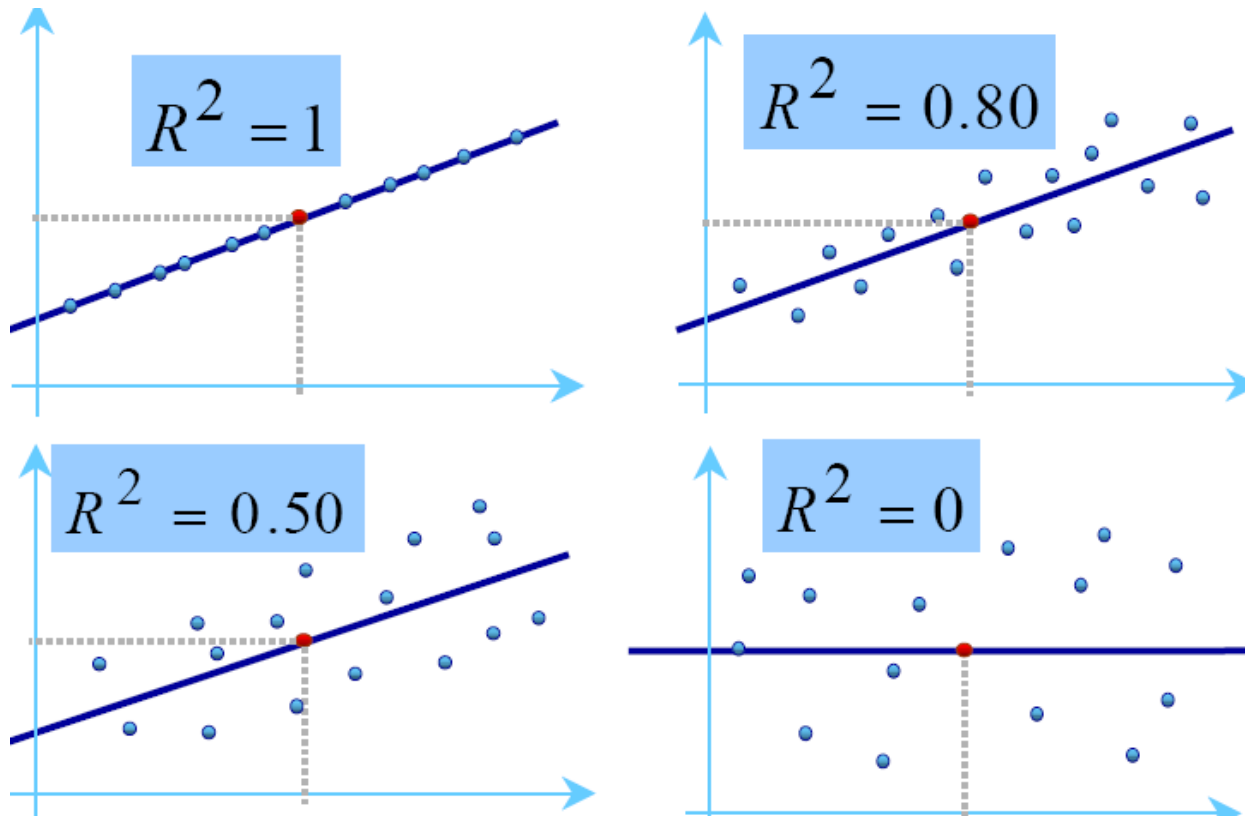 R² = 1
R² = 0.80
R² = 0.50
R² = 0